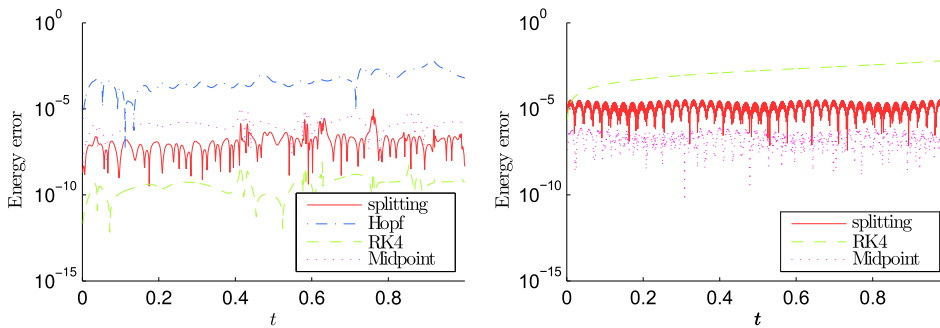 Energy error
10^0
10^-5
10^-10
10^-15
0
0.2
0.4
0.6
0.8
t
splitting
Hopf
RK4
Midpoint
Energy error
10^0
10^-5
10^-10
10^-15
0
0.2
0.4
0.6
0.8
t
splitting
RK4
Midpoint